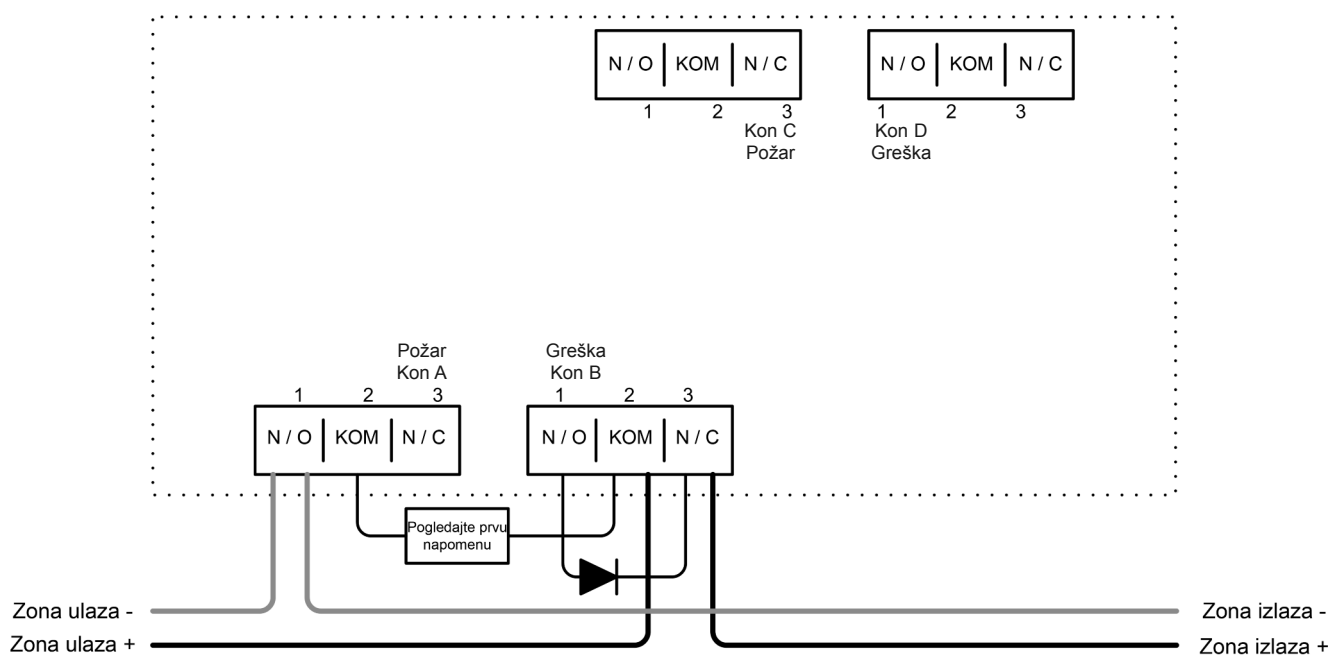 N / O KOM N / C
1 2 3
Kon C
Požar
N / O KOM N / C
1 2 3
Kon D
Greška
Požar
Kon A
1 2 3
N / O KOM N / C
Greška
Kon B
1 2 3
N / O KOM N / C
Pogledajte prvu
napomenu
Zona ulaza -
Zona ulaza +
Zona izlaza -
Zona izlaza +